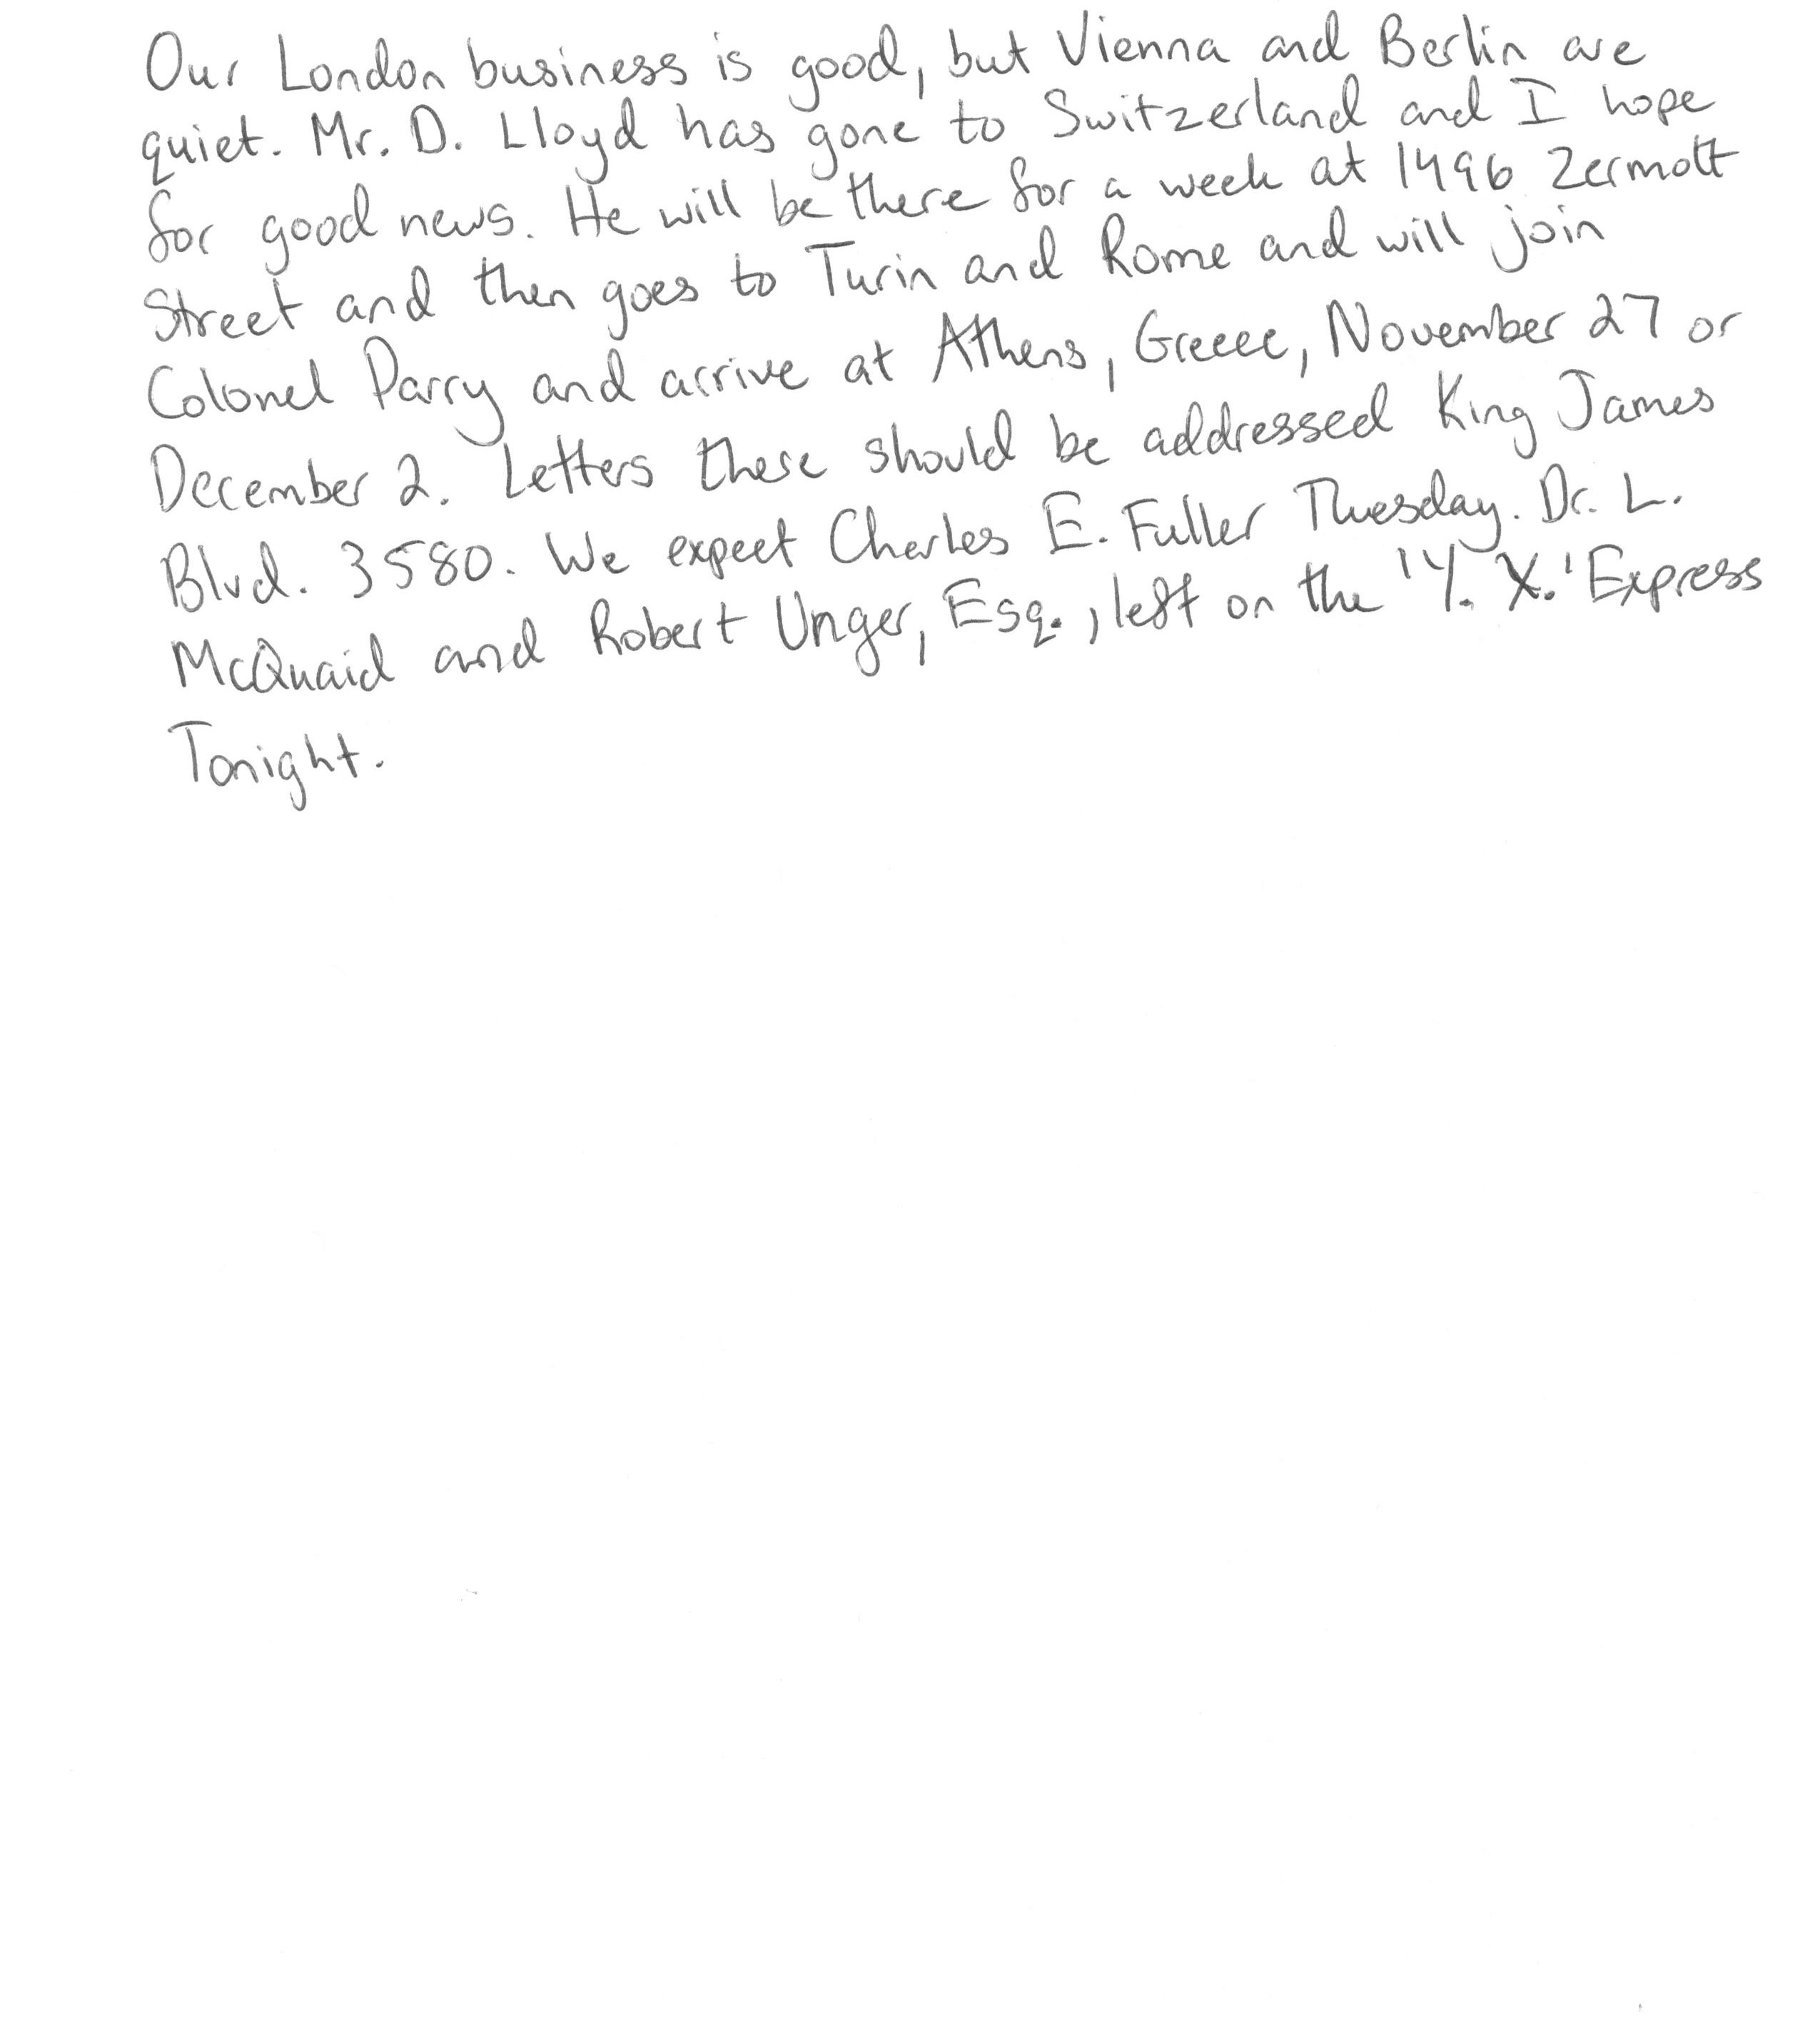 Our London business is good, but Vienna and Berlin are
quiet. Mr. D. Lloyd has gone to Switzerland and I hope
for good news. He will be there for a week at 1496 Zermott
Street and then goes to Turin and Rome and will join
Colonel Parry and arrive at Athens, Greece, November 27 or
December 2. Letters these should be addressed King James
Blvd. 3580. We expect Charles E. Fuller Tuesday. Dr. L.
McQuaid and Robert Unger, Esq., left on the 'Y. X.' Express
Tonight.